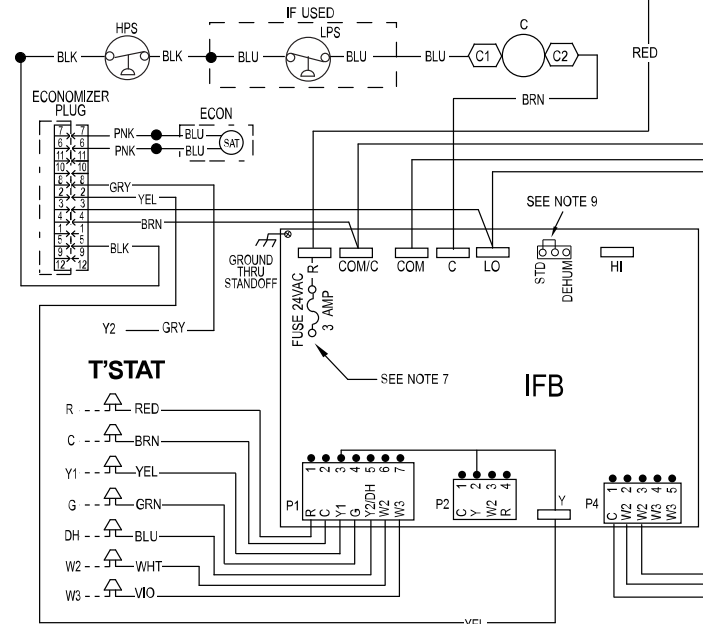 HPS
IF USED
LPS
C
BLK
BLK
BLU
BLU
BLU
C1
C2
RED
BRN
ECONOMIZER
PLUG
ECON
7 7
6 6
11 11
10 10
8 8
2 2
3 3
4 4
1 1
5 5
9 9
12 12
PNK
BLU
PNK
BLU
SAT
GRY
YEL
BRN
BLK
GROUND
THRU
STANDOFF
R
COM/C
COM
C
LO
SEE NOTE 9
STD
DEHUM
HI
FUSE 24VAC
3 AMP
SEE NOTE 7
IFB
Y2
GRY
T'STAT
R
RED
C
BRN
Y1
YEL
G
GRN
DH
BLU
W2
WHT
W3
VIO
P1
1 2 3 4 5 6 7
R C Y1 G Y2/DH W2 W3
P2
1 2 3 4
C Y W2 R
Y
P4
1 2 3 4 5
C W2 W2 W4 W3
YEL